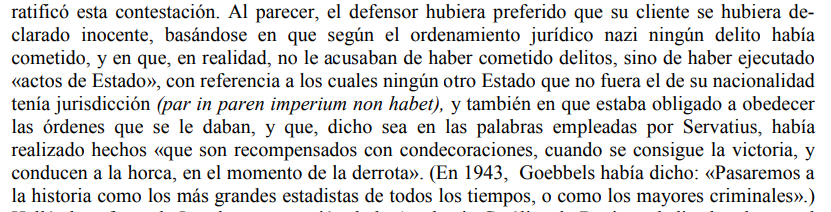 ratificó esta contestación. Al parecer, el defensor hubiera preferido que su cliente se hubiera de-
clarado inocente, basándose en que según el ordenamiento jurídico nazi ningún delito había
cometido, y en que, en realidad, no le acusaban de haber cometido delitos, sino de haber ejecutado
«actos de Estado», con referencia a los cuales ningún otro Estado que no fuera el de su nacionalidad
tenía jurisdicción (par in paren imperium non habet), y también en que estaba obligado a obedecer
las órdenes que se le daban, y que, dicho sea en las palabras empleadas por Servatius, había
realizado hechos «que son recompensados con condecoraciones, cuando se consigue la victoria, y
conducen a la horca, en el momento de la derrota». (En 1943, Goebbels había dicho: «Pasaremos a
la historia como los más grandes estadistas de todos los tiempos, o como los mayores criminales».)